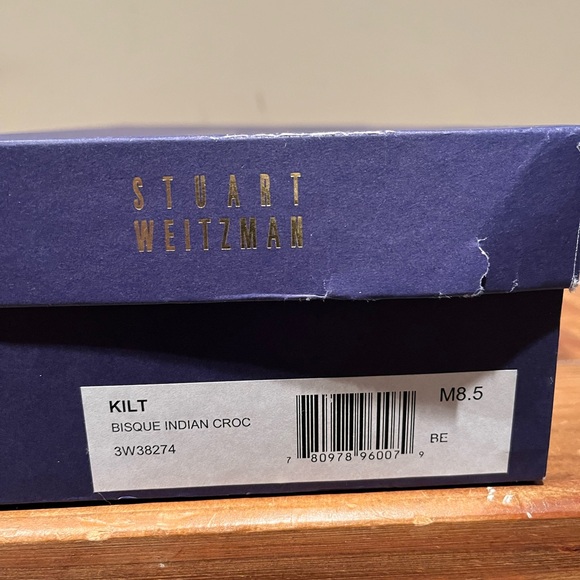 STUART
WEITZMAN
KILT
M8.5
BISQUE INDIAN CROC
BE
3W38274
7 80978 96007 9